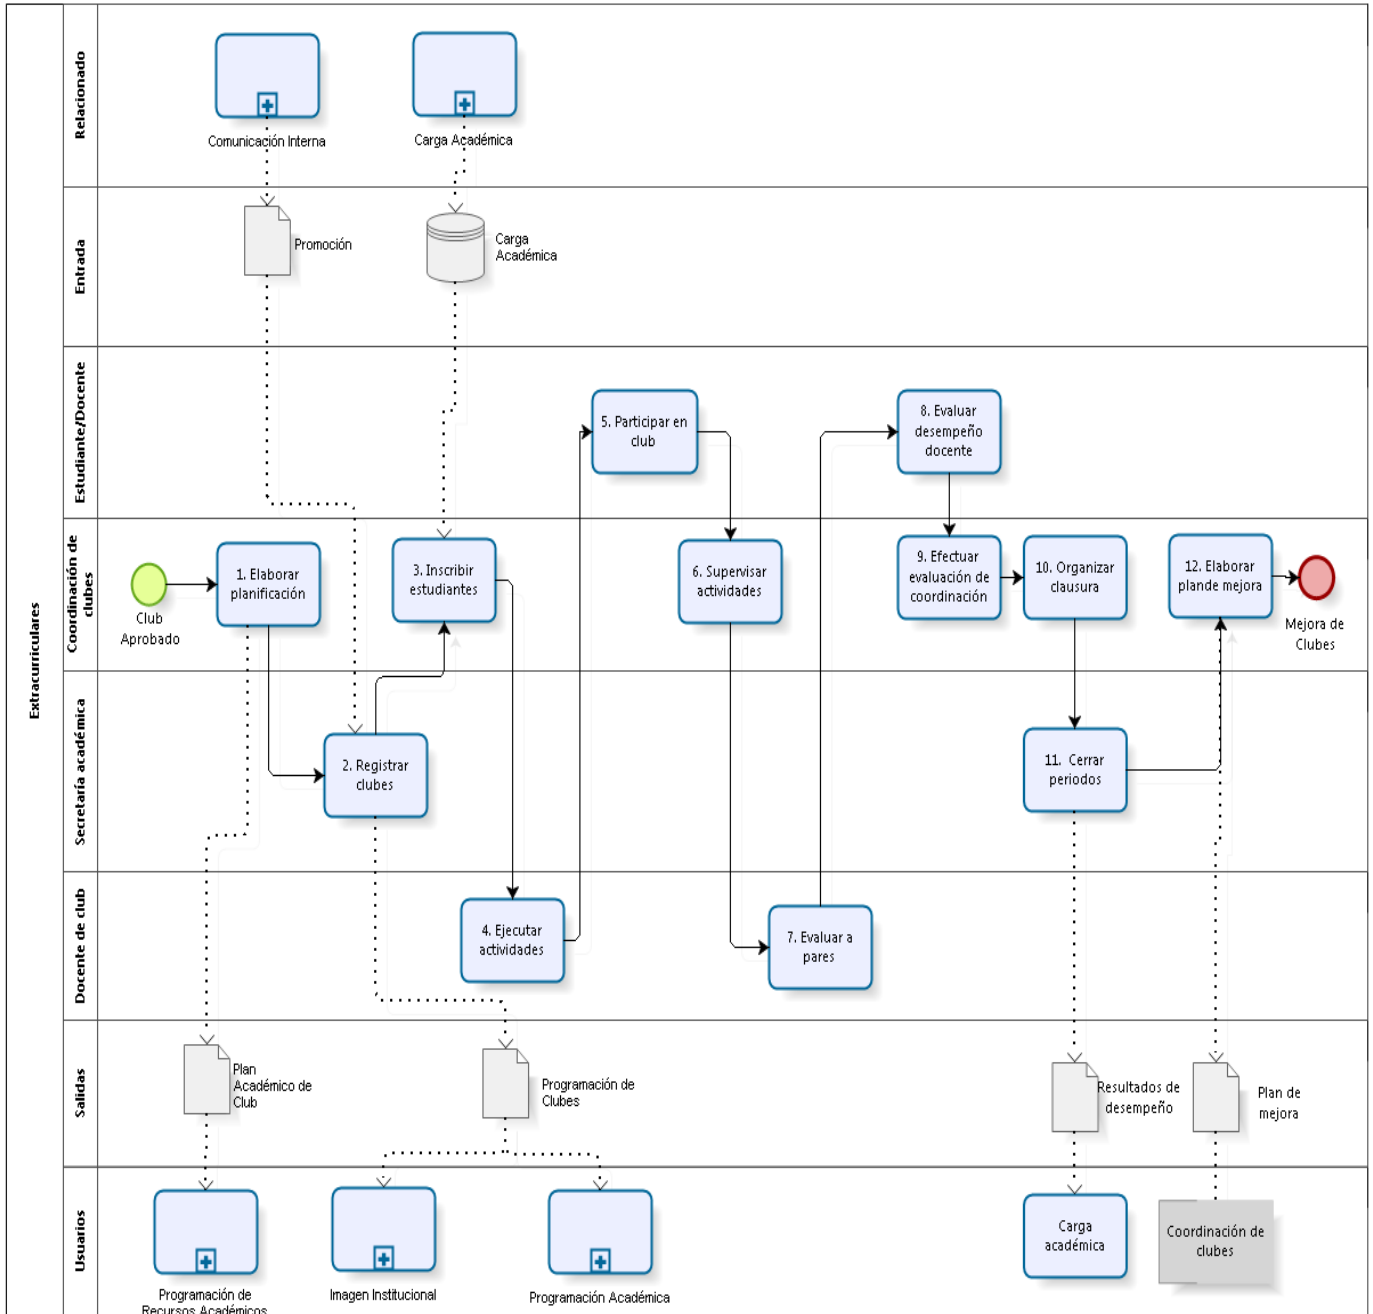 Extracurriculares
Relacionado
Comunicación Interna
Carga Académica
Entrada
Promoción
Carga
Académica
Estudiante/Docente
5. Participar en
club
8. Evaluar
desempeño
docente
Coordinación de
clubes
Club
Aprobado
1. Elaborar
planificación
3. Inscribir
estudiantes
6. Supervisar
actividades
9. Efectuar
evaluación de
coordinación
10. Organizar
clausura
12. Elaborar
plande mejora
Mejora de
Clubes
Secretaría académica
2. Registrar
clubes
11. Cerrar
periodos
Docente de club
4. Ejecutar
actividades
7. Evaluar a
pares
Salidas
Plan
Académico de
Club
Programación de
Clubes
Resultados de
desempeño
Plan de
mejora
Usuarios
Programación de
Recursos Académicos
Imagen Institucional
Programación Académica
Carga
académica
Coordinación de
clubes